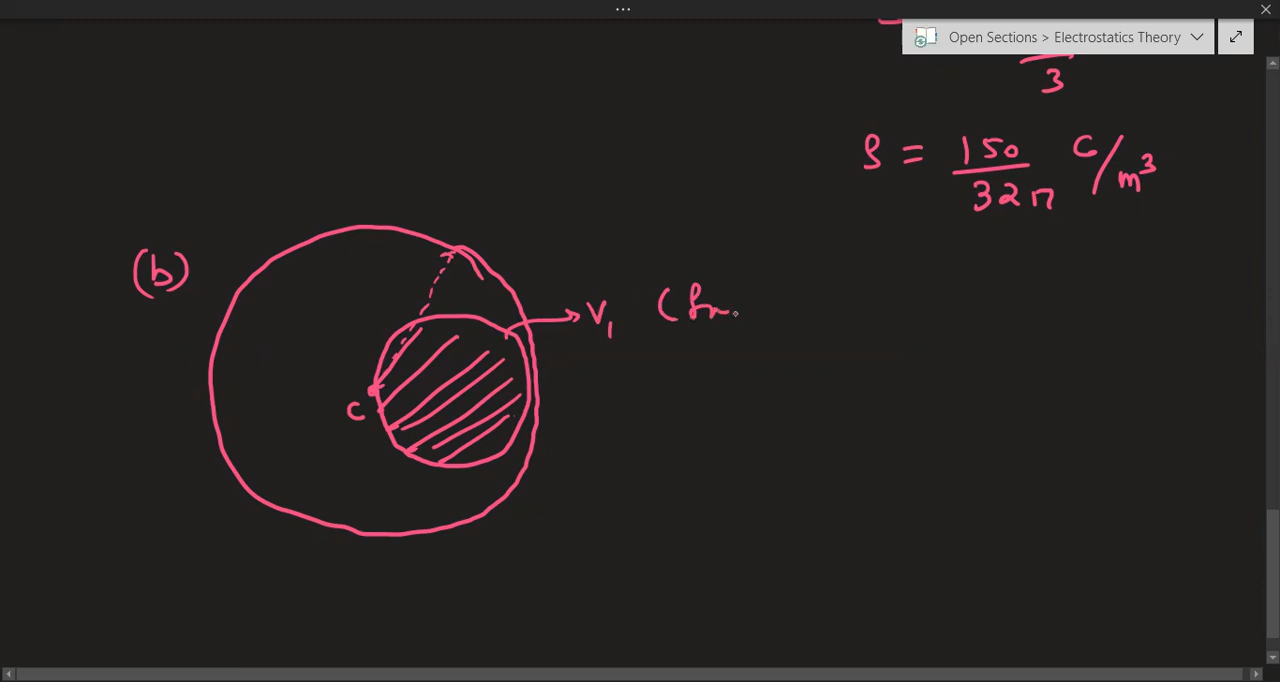 ...
Open Sections > Electrostatics Theory
3
ρ = 150/32π C/m³
(b)
V₁
C